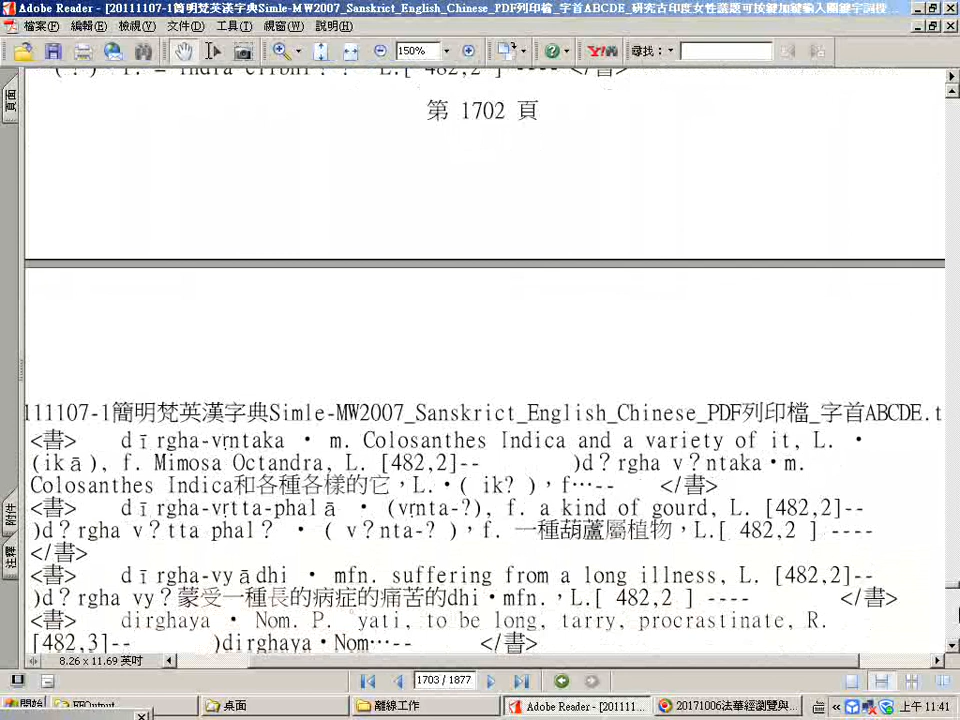 Adobe Reader - [20111107-1簡明梵英漢字典Simle-MW2007_Sanskrict_English_Chinese_PDF列印檔_字首ABCDE_研究古印度女性議題可按鍵加鍵輸入關鍵字詞搜...
檔案(F) 編輯(E) 檢視(V) 文件(D) 工具(T) 視窗(W) 說明(H)
150% 尋找：
頁面
(?) f. = india cirbhi? ? L.[ 482,2 ] ---- </書>
第 1702 頁
111107-1簡明梵英漢字典Simle-MW2007_Sanskrict_English_Chinese_PDF列印檔_字首ABCDE.t
<書> dīrgha-vṛntaka · m. Colosanthes Indica and a variety of it, L. ·
(ikā), f. Mimosa Octandra, L. [482,2]-- )d?rgha v?ntaka·m.
Colosanthes Indica和各種各樣的它，L.·( ik? )，f…-- </書>
<書> dīrgha-vṛtta-phalā · (vṛnta-?), f. a kind of gourd, L. [482,2]--
)d?rgha v?tta phal? · ( v?nta-? )，f. 一種葫蘆屬植物，L.[ 482,2 ] ----
</書>
<書> dīrgha-vyādhi · mfn. suffering from a long illness, L. [482,2]--
)d?rgha vy?蒙受一種長的病症的痛苦的dhi·mfn.，L.[ 482,2 ] ---- </書>
<書> dirghaya · Nom. P. ˚yati, to be long, tarry, procrastinate, R.
[482,3]-- )dirghaya·Nom…-- </書>
附件
註釋
8.26 x 11.69 英吋
1703 / 1877
開始 FFOutput 桌面 離線工作 Adobe Reader - [201111... 20171006法華經瀏覽與... 上午 11:41